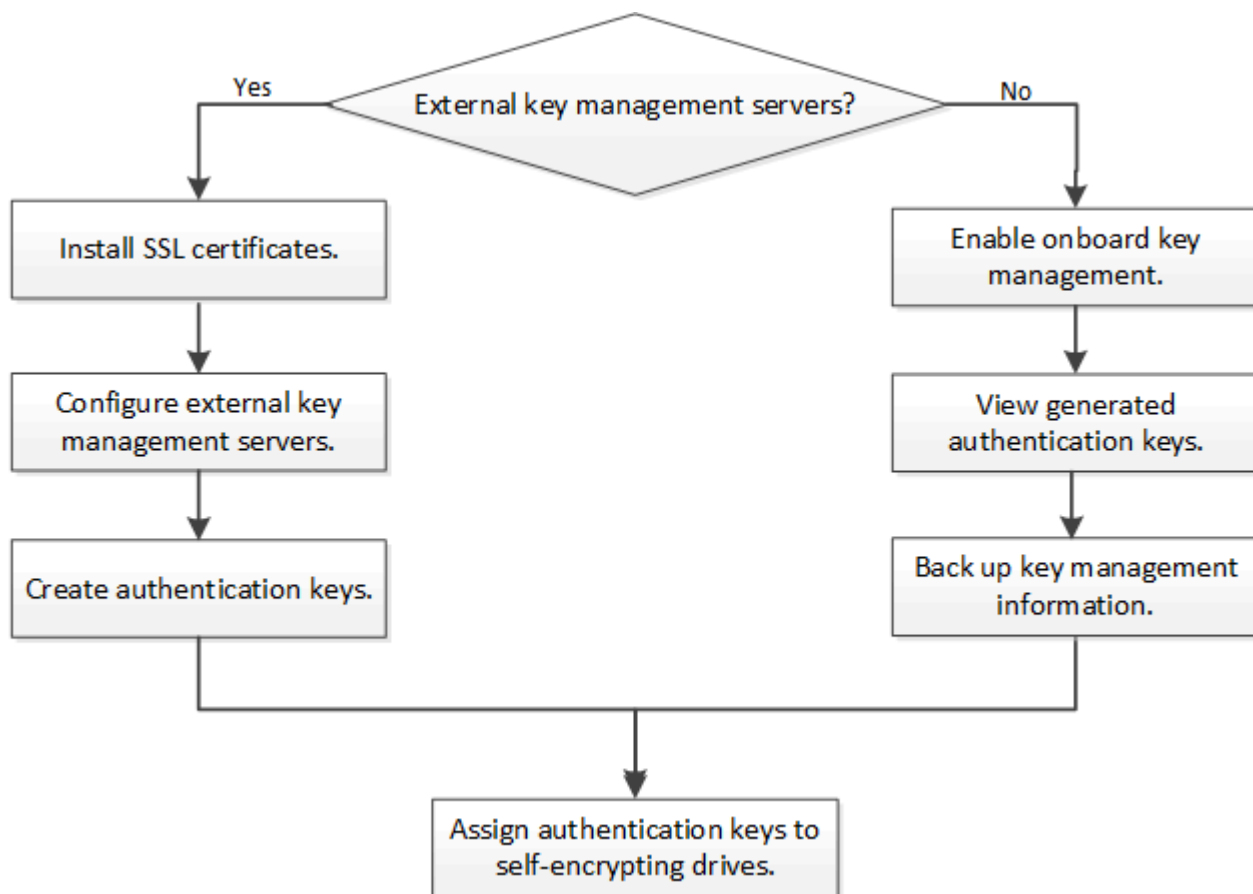 External key management servers?
Yes
No
Install SSL certificates.
Configure external key
management servers.
Create authentication keys.
Enable onboard key
management.
View generated
authentication keys.
Back up key management
information.
Assign authentication keys to
self-encrypting drives.